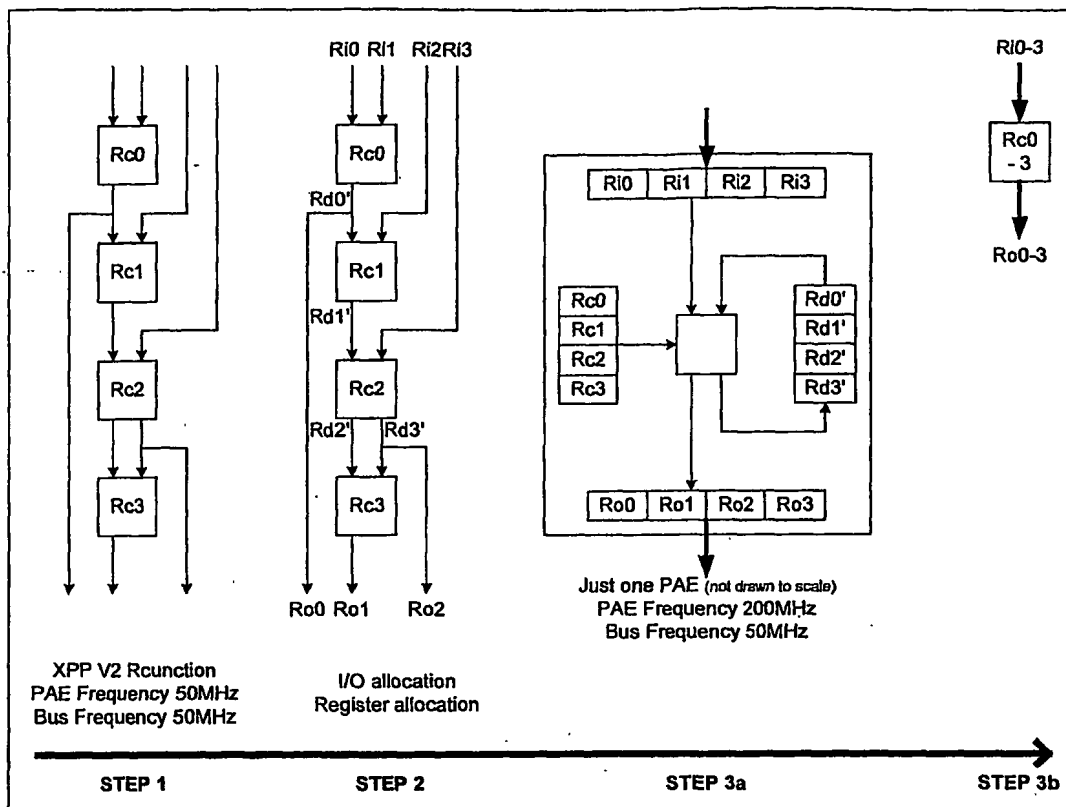 Rc0
Rc1
Rc2
Rc3
XPP V2 Rcunction
PAE Frequency 50MHz
Bus Frequency 50MHz
STEP 1
Ri0 Ri1 Ri2Ri3
Rc0
Rd0'
Rc1
Rd1'
Rc2
Rd2' Rd3'
Rc3
Ro0 Ro1 Ro2
I/O allocation
Register allocation
STEP 2
Ri0 Ri1 Ri2 Ri3
Rc0
Rc1
Rc2
Rc3
Rd0'
Rd1'
Rd2'
Rd3'
Ro0 Ro1 Ro2 Ro3
Just one PAE (not drawn to scale)
PAE Frequency 200MHz
Bus Frequency 50MHz
STEP 3a
Ri0-3
Rc0
- 3
Ro0-3
STEP 3b